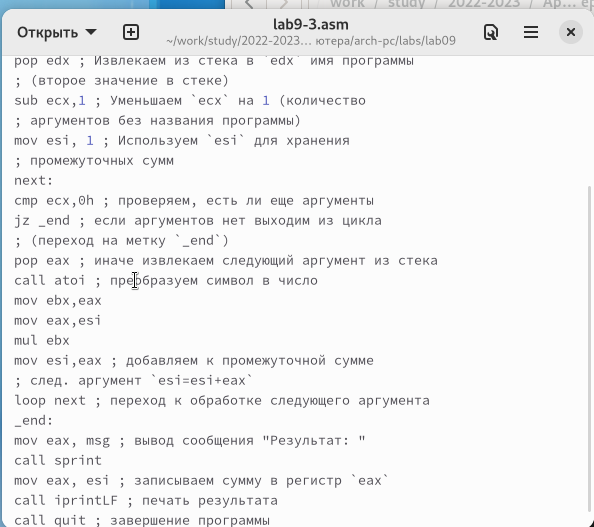 work / study / 2022-2023 / Ар… ер
Открыть
lab9-3.asm
~/work/study/2022-2023… ютера/arch-pc/labs/lab09
pop edx ; Извлекаем из стека в `edx` имя программы
; (второе значение в стеке)
sub ecx,1 ; Уменьшаем `ecx` на 1 (количество
; аргументов без названия программы)
mov esi, 1 ; Используем `esi` для хранения
; промежуточных сумм
next:
cmp ecx,0h ; проверяем, есть ли еще аргументы
jz _end ; если аргументов нет выходим из цикла
; (переход на метку `_end`)
pop eax ; иначе извлекаем следующий аргумент из стека
call atoi ; преобразуем символ в число
mov ebx,eax
mov eax,esi
mul ebx
mov esi,eax ; добавляем к промежуточной сумме
; след. аргумент `esi=esi+eax`
loop next ; переход к обработке следующего аргумента
_end:
mov eax, msg ; вывод сообщения "Результат: "
call sprint
mov eax, esi ; записываем сумму в регистр `eax`
call iprintLF ; печать результата
call quit ; завершение программы